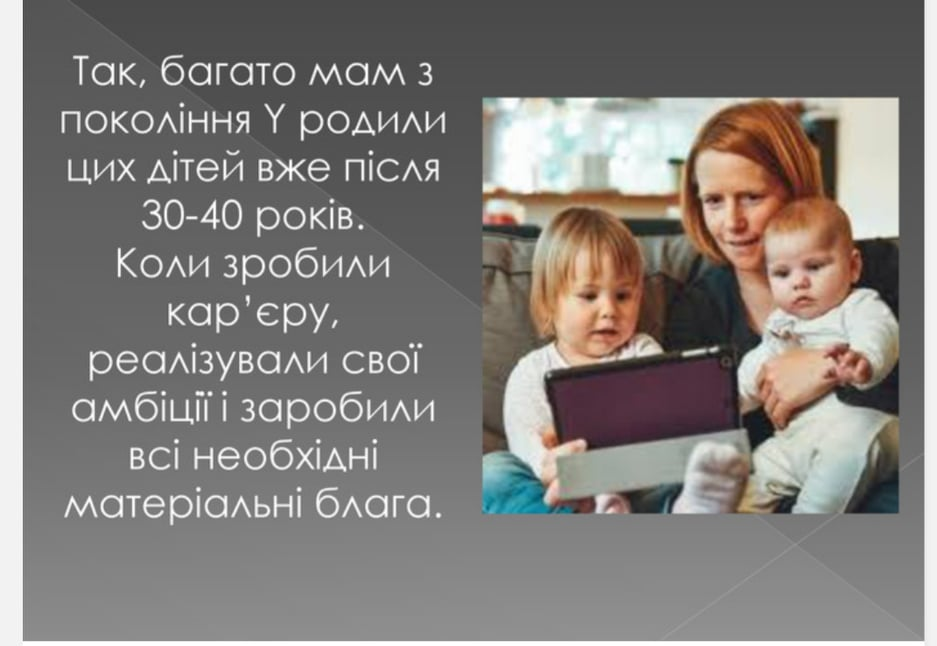 Так, багато мам з
покоління Y родили
цих дітей вже після
30-40 років.
Коли зробили
кар’єру,
реалізували свої
амбіції і заробили
всі необхідні
матеріальні блага.